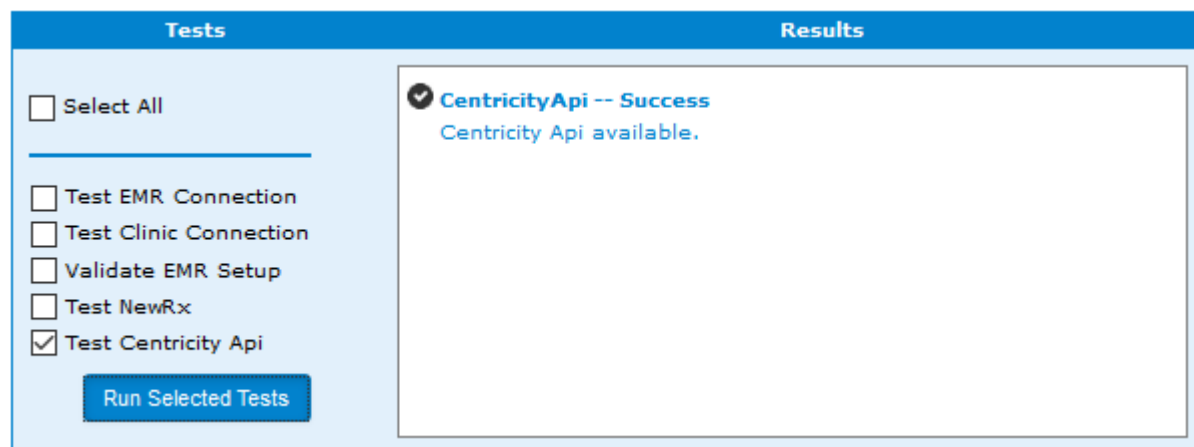 Tests
Results
Select All
Test EMR Connection
Test Clinic Connection
Validate EMR Setup
Test NewRx
Test Centricity Api
Run Selected Tests
CentricityApi -- Success
Centricity Api available.